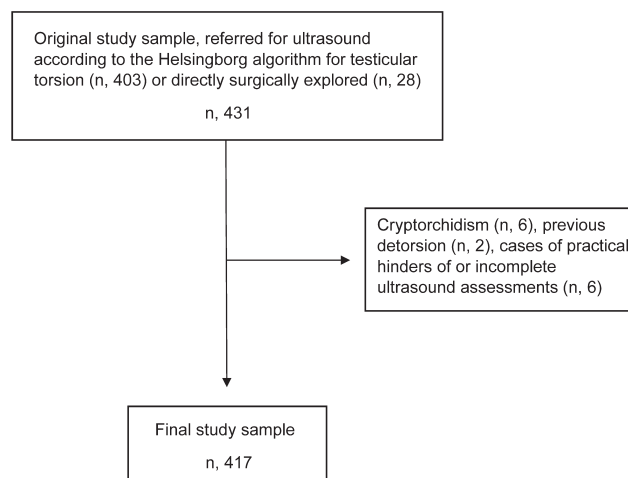 Original study sample, referred for ultrasound
according to the Helsingborg algorithm for testicular
torsion (n, 403) or directly surgically explored (n, 28)
n, 431
Cryptorchidism (n, 6), previous
detorsion (n, 2), cases of practical
hinders of or incomplete
ultrasound assessments (n, 6)
Final study sample
n, 417